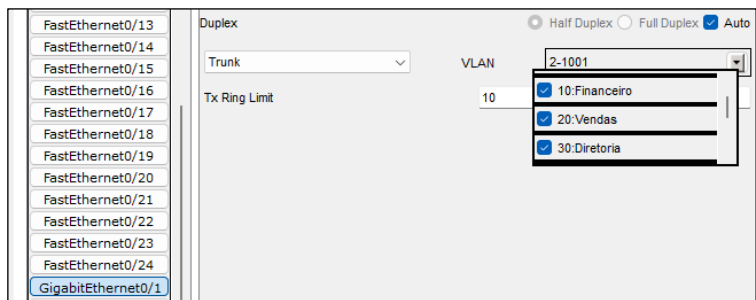 FastEthernet0/13
FastEthernet0/14
FastEthernet0/15
FastEthernet0/16
FastEthernet0/17
FastEthernet0/18
FastEthernet0/19
FastEthernet0/20
FastEthernet0/21
FastEthernet0/22
FastEthernet0/23
FastEthernet0/24
GigabitEthernet0/1
Duplex
Half Duplex Full Duplex Auto
Trunk
VLAN
2-1001
Tx Ring Limit
10
10:Financeiro
20:Vendas
30:Diretoria